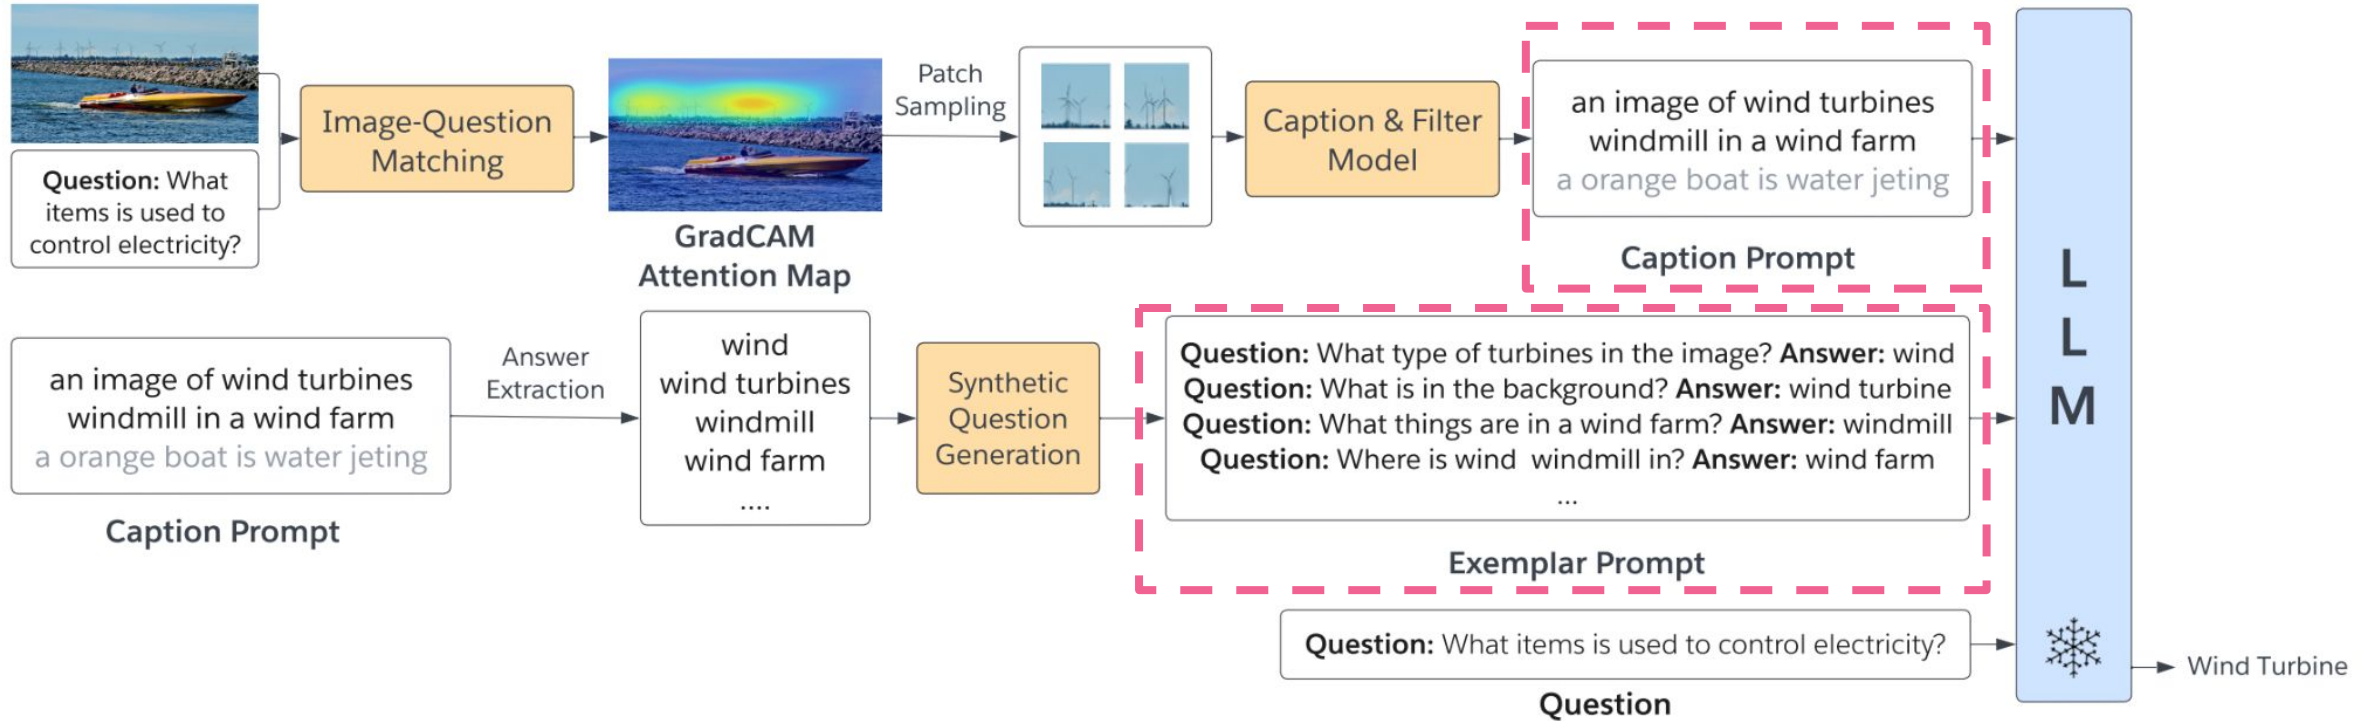 Question: What
items is used to
control electricity?
Image-Question
Matching
GradCAM
Attention Map
Patch
Sampling
Caption & Filter
Model
an image of wind turbines
windmill in a wind farm
a orange boat is water jeting
Caption Prompt
an image of wind turbines
windmill in a wind farm
a orange boat is water jeting
Caption Prompt
Answer
Extraction
wind
wind turbines
windmill
wind farm
....
Synthetic
Question
Generation
Question: What type of turbines in the image? Answer: wind
Question: What is in the background? Answer: wind turbine
Question: What things are in a wind farm? Answer: windmill
Question: Where is wind windmill in? Answer: wind farm
...
Exemplar Prompt
Question: What items is used to control electricity?
Question
L
L
M
Wind Turbine